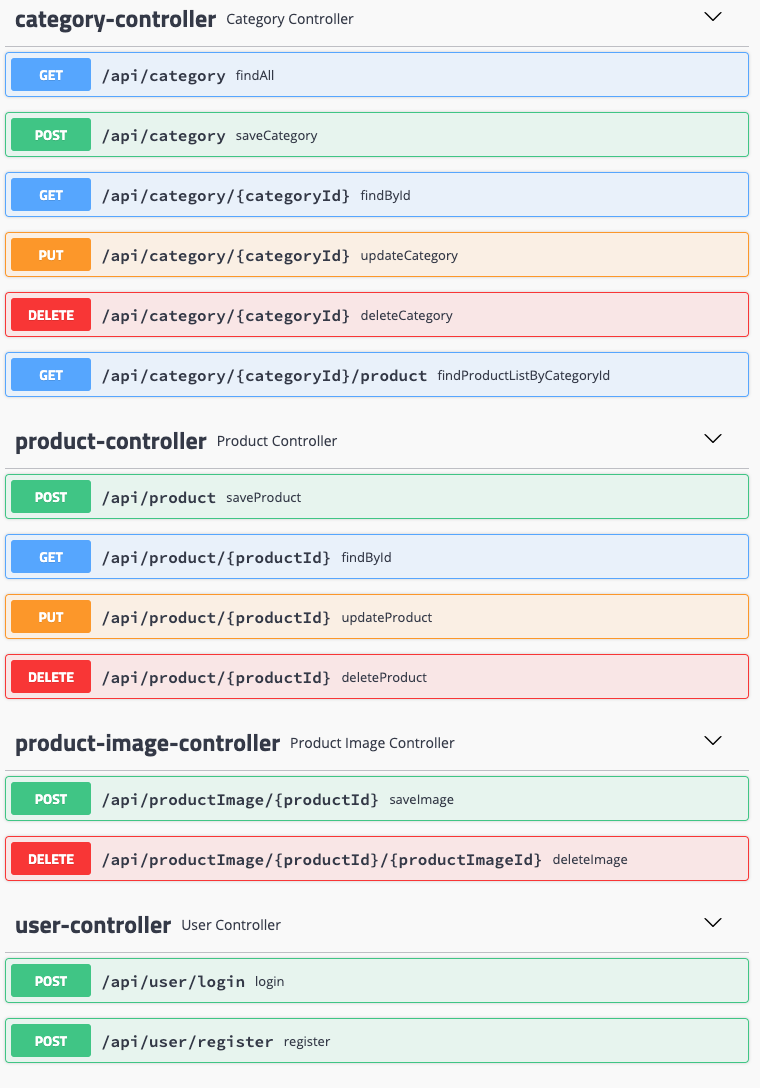 category-controller Category Controller
GET /api/category findAll
POST /api/category saveCategory
GET /api/category/{categoryId} findById
PUT /api/category/{categoryId} updateCategory
DELETE /api/category/{categoryId} deleteCategory
GET /api/category/{categoryId}/product findProductListByCategoryId
product-controller Product Controller
POST /api/product saveProduct
GET /api/product/{productId} findById
PUT /api/product/{productId} updateProduct
DELETE /api/product/{productId} deleteProduct
product-image-controller Product Image Controller
POST /api/productImage/{productId} saveImage
DELETE /api/productImage/{productId}/{productImageId} deleteImage
user-controller User Controller
POST /api/user/login login
POST /api/user/register register